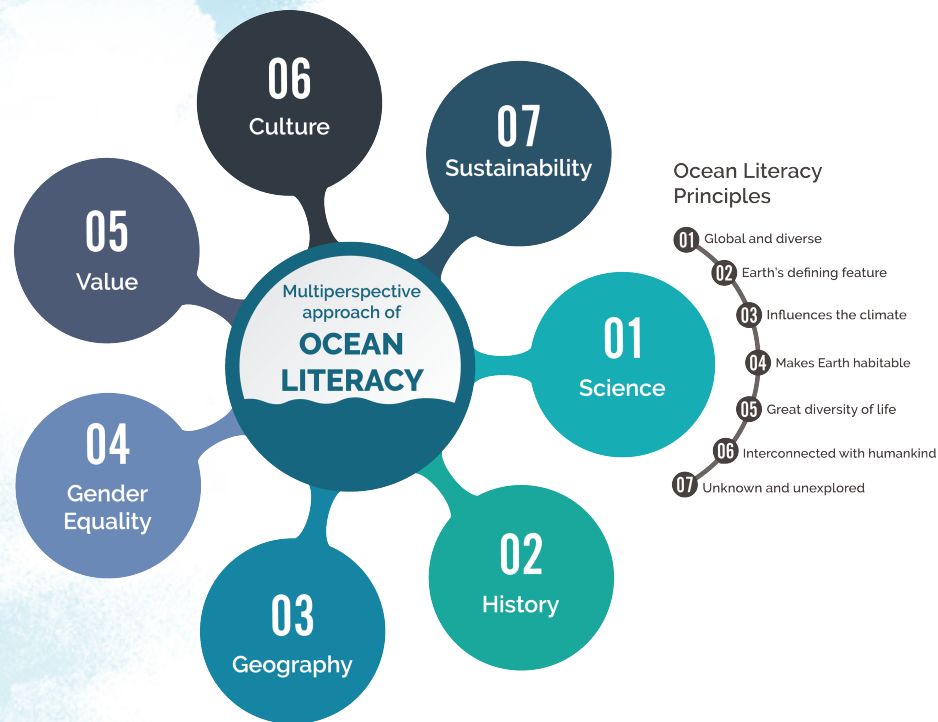 Multiperspective
approach of
OCEAN
LITERACY
01
Science
02
History
03
Geography
04
Gender
Equality
05
Value
06
Culture
07
Sustainability
Ocean Literacy
Principles
01 Global and diverse
02 Earth's defining feature
03 Influences the climate
04 Makes Earth habitable
05 Great diversity of life
06 Interconnected with humankind
07 Unknown and unexplored